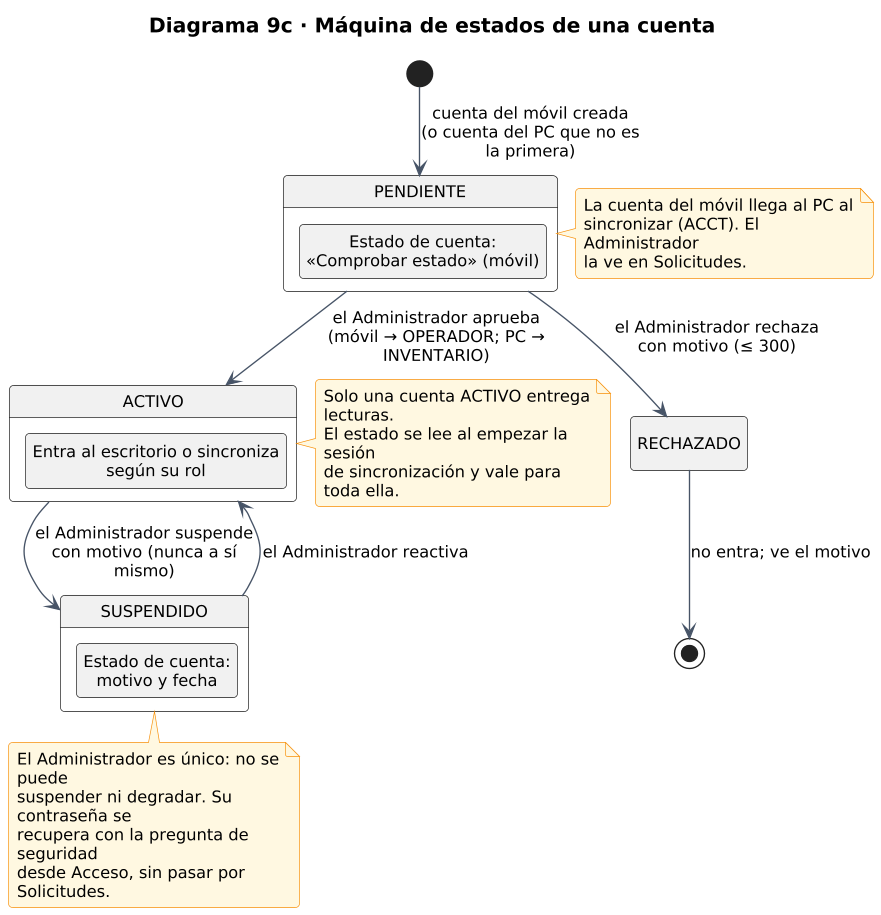 Diagrama 9c · Máquina de estados de una cuenta
cuenta del móvil creada
(o cuenta del PC que no es
la primera)
PENDIENTE
Estado de cuenta:
«Comprobar estado» (móvil)
La cuenta del móvil llega al PC al
sincronizar (ACCT). El
Administrador
la ve en Solicitudes.
el Administrador aprueba
(móvil → OPERADOR; PC →
INVENTARIO)
el Administrador rechaza
con motivo (≤ 300)
ACTIVO
Entra al escritorio o sincroniza
según su rol
Solo una cuenta ACTIVO entrega
lecturas.
El estado se lee al empezar la
sesión
de sincronización y vale para
toda ella.
RECHAZADO
el Administrador suspende
con motivo (nunca a sí
mismo)
el Administrador reactiva
no entra; ve el motivo
SUSPENDIDO
Estado de cuenta:
motivo y fecha
El Administrador es único: no se
puede
suspender ni degradar. Su
contraseña se
recupera con la pregunta de
seguridad
desde Acceso, sin pasar por
Solicitudes.